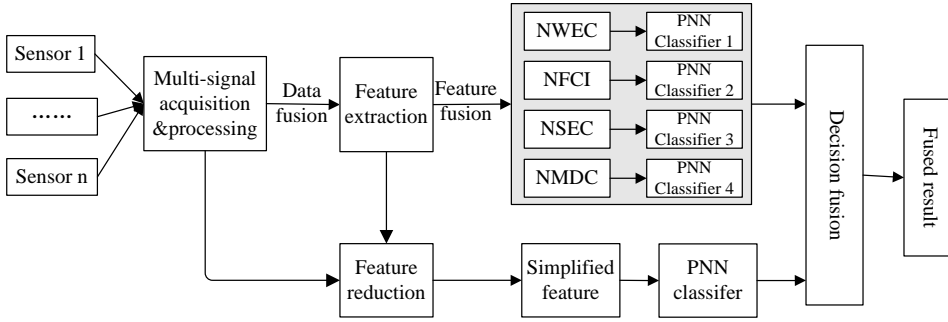 Sensor 1
……
Sensor n
Multi-signal
acquisition
&processing
Data
fusion
Feature
extraction
Feature
fusion
NWEC
PNN
Classifier 1
NFCI
PNN
Classifier 2
NSEC
PNN
Classifier 3
NMDC
PNN
Classifier 4
Feature
reduction
Simplified
feature
PNN
classifer
Decision fusion
Fused result